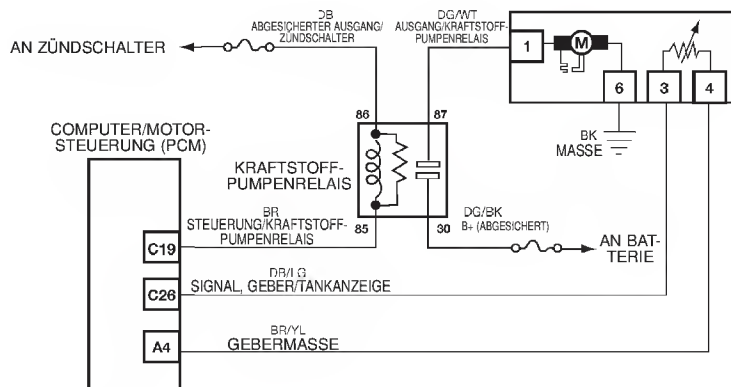 DB
ABGESICHERTER AUSGANG/
ZÜNDSCHALTER
AN ZÜNDSCHALTER
DG/WT
AUSGANG/KRAFTSTOFF-
PUMPENRELAIS
1
M
6
3
4
BK
MASSE
86
87
COMPUTER/MOTOR-
STEUERUNG (PCM)
KRAFTSTOFF-
PUMPENRELAIS
85
30
BR
STEUERUNG/KRAFTSTOFF-
PUMPENRELAIS
DG/BK
B+ (ABGESICHERT)
AN BAT-
TERIE
C19
DB/LG
SIGNAL, GEBER/TANKANZEIGE
C26
BR/YL
GEBERMASSE
A4